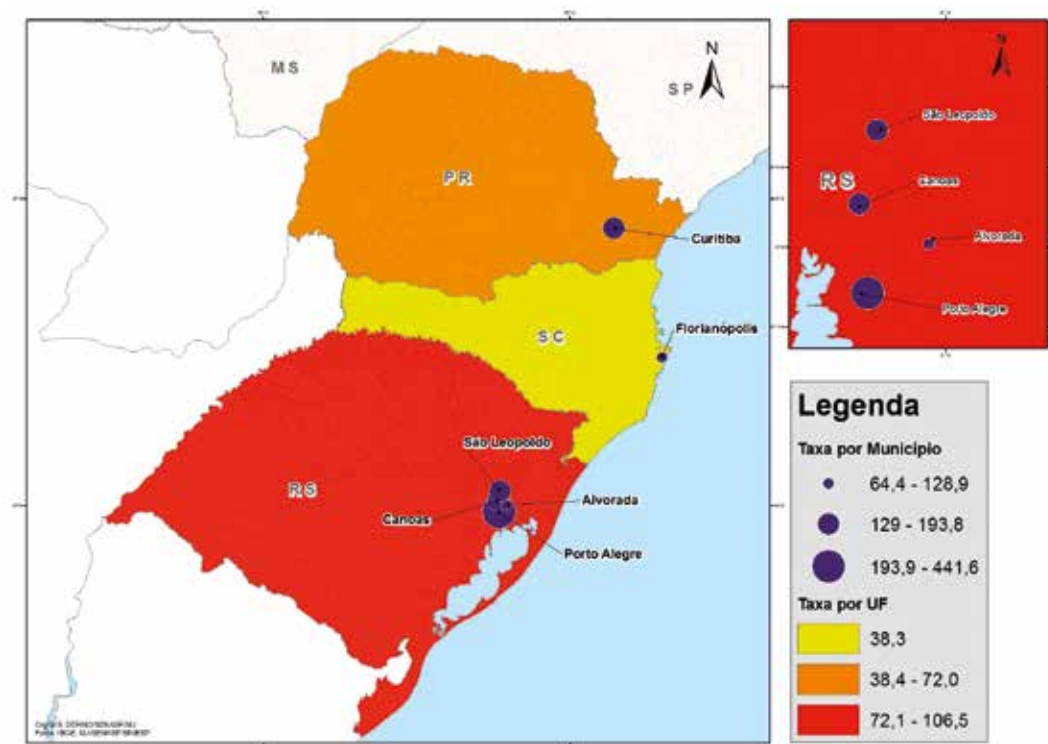 MS
SP
N
PR
Curitiba
SC
Florianópolis
São Leopoldo
RS
Alvorada
Canoas
Porto Alegre
N
São Leopoldo
RS
Canoas
Alvorada
Porto Alegre
Legenda
Taxa por Município
64,4 - 128,9
129 - 193,8
193,9 - 441,6
Taxa por UF
38,3
38,4 - 72,0
72,1 - 106,5